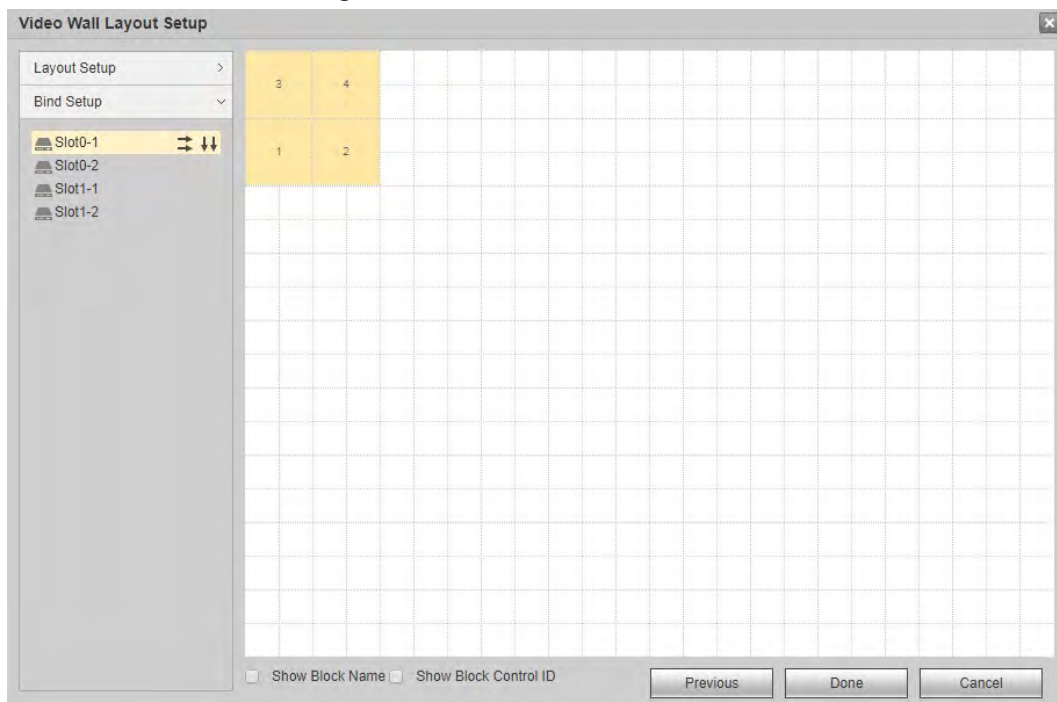 Video Wall Layout Setup
Layout Setup
Bind Setup
Slot0-1
Slot0-2
Slot1-1
Slot1-2
3 4
1 2
Show Block Name Show Block Control ID
Previous Done Cancel